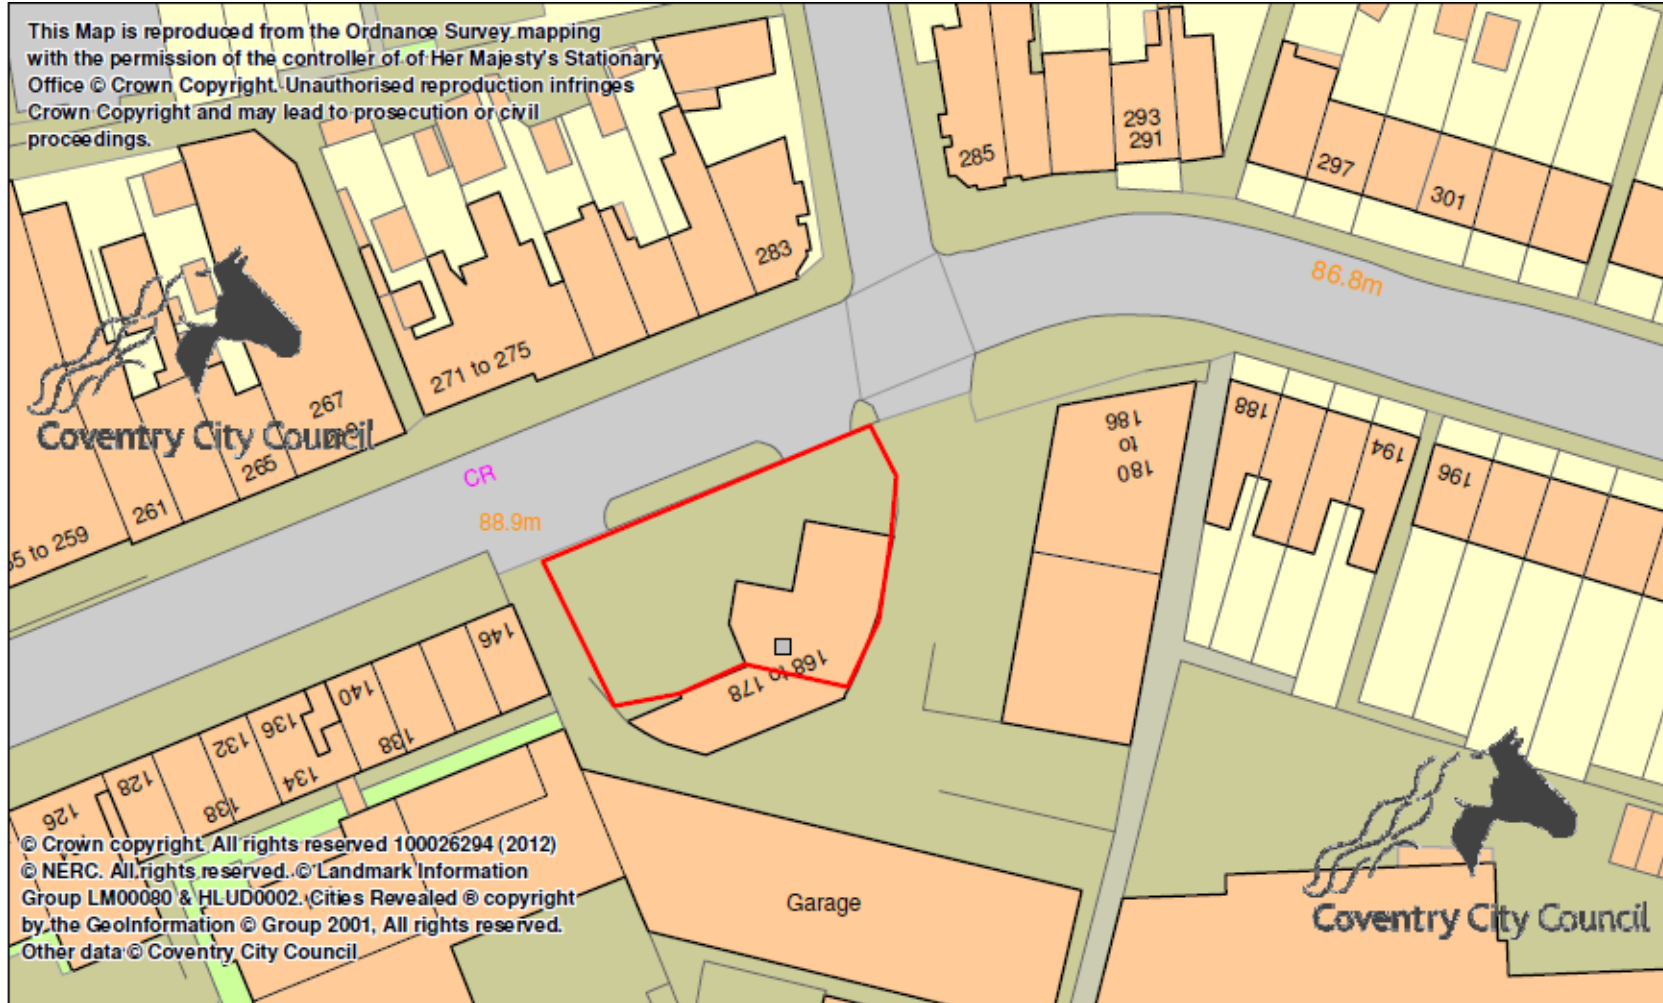 This Map is reproduced from the Ordnance Survey mapping
with the permission of the controller of of Her Majesty's Stationary
Office © Crown Copyright. Unauthorised reproduction infringes
Crown Copyright and may lead to prosecution or civil
proceedings.
285
293
291
297
301
283
86.8m
271 to 275
267
Coventry City Council
265
261
55 to 259
CR
88.9m
186
to
180
188
194
196
146
140
136
132
128
126
138
134
138
168 to 178
© Crown copyright. All rights reserved 100026294 (2012)
© NERC. All rights reserved. © Landmark Information
Group LM00080 & HLUD0002. Cities Revealed ® copyright
by the GeoInformation © Group 2001, All rights reserved.
Other data © Coventry City Council
Garage
Coventry City Council